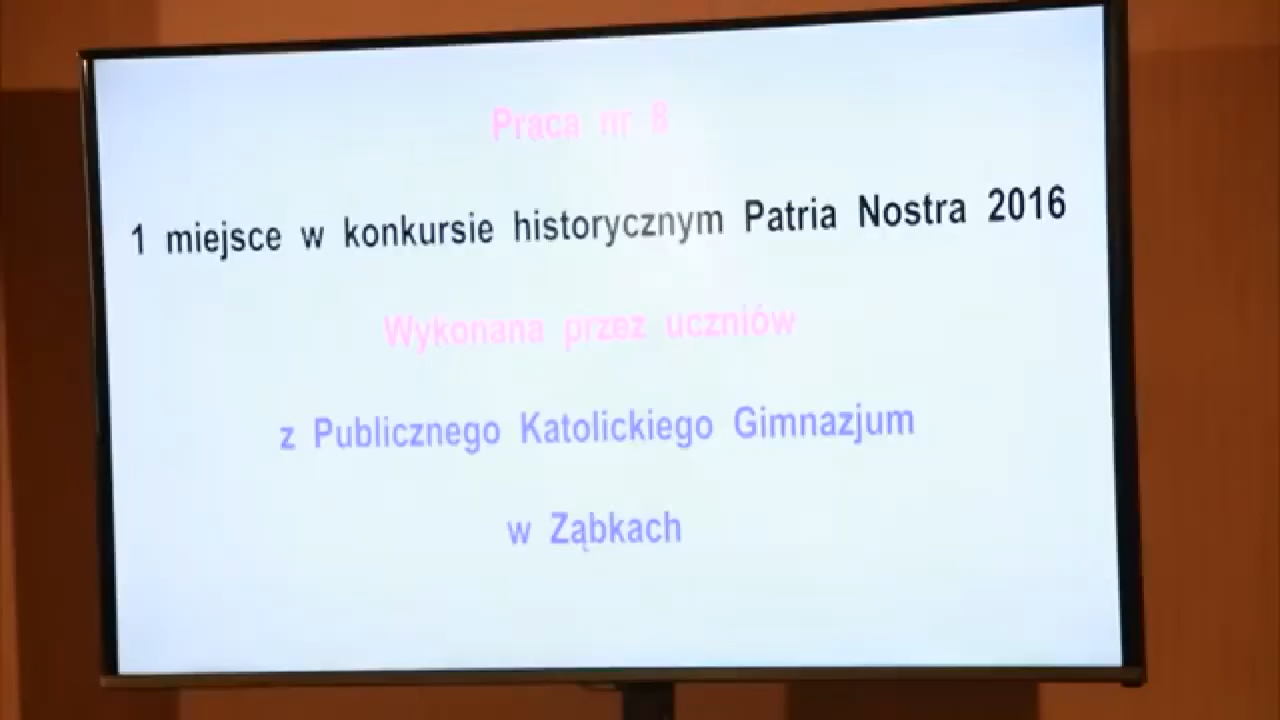 Praca nr 8
1 miejsce w konkursie historycznym Patria Nostra 2016
Wykonana przez uczniów
z Publicznego Katolickiego Gimnazjum
w Ząbkach